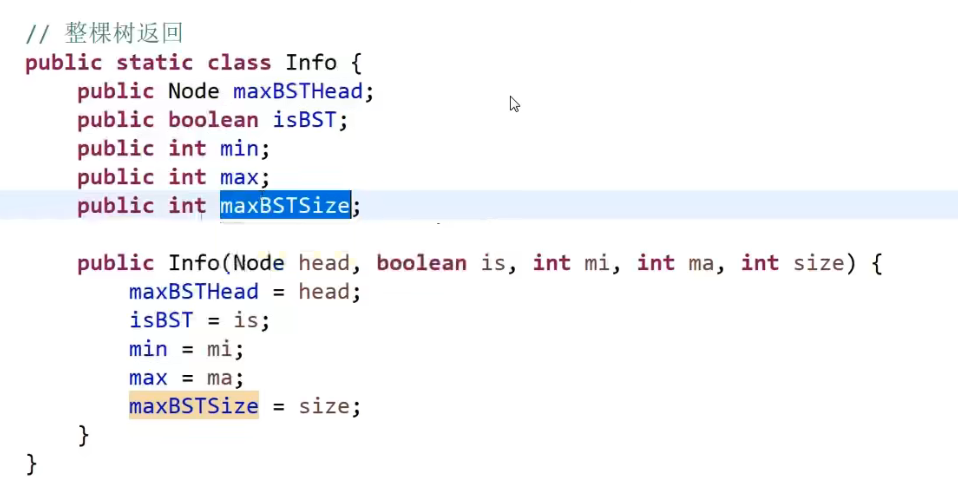 // 整棵树返回
public static class Info {
public Node maxBSTHead;
public boolean isBST;
public int min;
public int max;
public int maxBSTSize;
public Info(Node head, boolean is, int mi, int ma, int size) {
maxBSTHead = head;
isBST = is;
min = mi;
max = ma;
maxBSTSize = size;
}
}